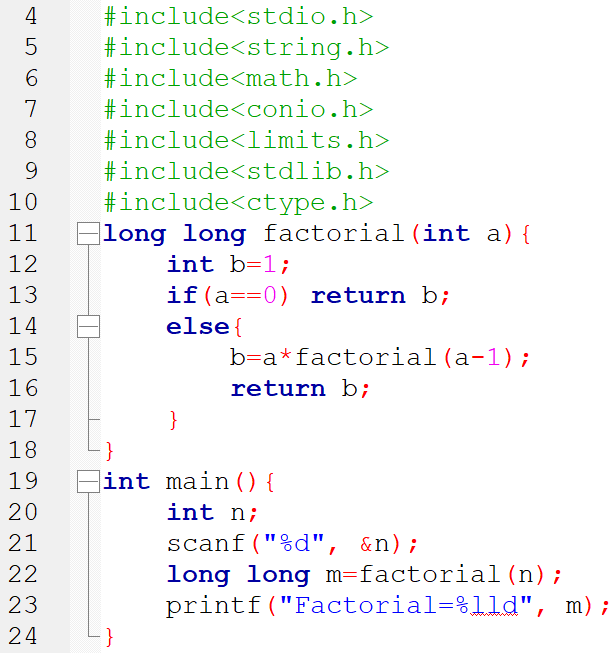 4 #include<stdio.h>
5 #include<string.h>
6 #include<math.h>
7 #include<conio.h>
8 #include<limits.h>
9 #include<stdlib.h>
10 #include<ctype.h>
11 long long factorial(int a){
12 int b=1;
13 if(a==0) return b;
14 else{
15 b=a*factorial(a-1);
16 return b;
17 }
18 }
19 int main(){
20 int n;
21 scanf("%d", &n);
22 long long m=factorial(n);
23 printf("Factorial=%lld", m);
24 }